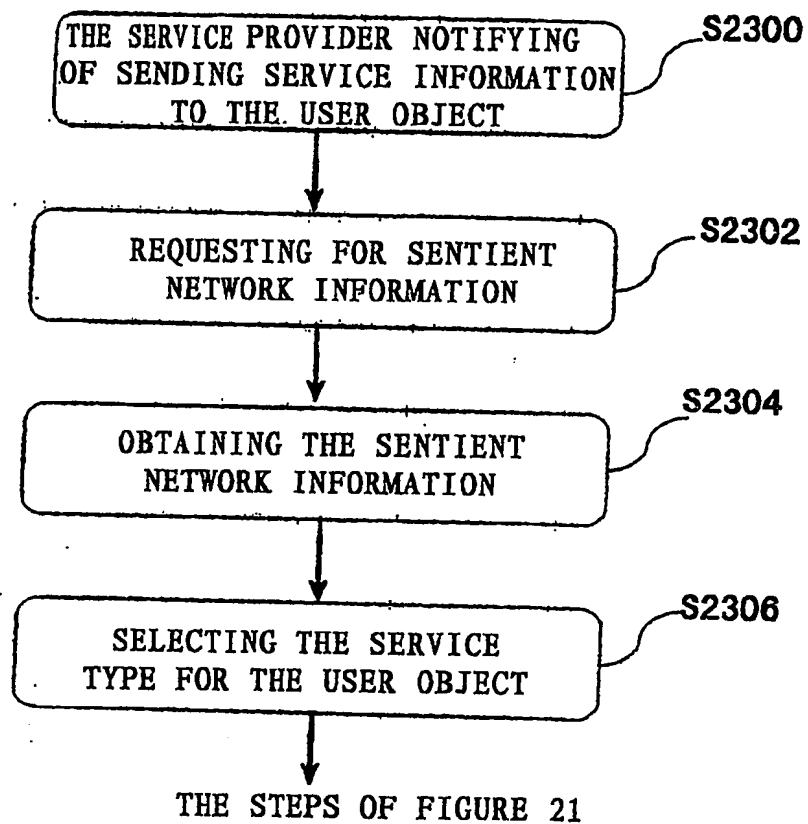 THE SERVICE PROVIDER NOTIFYING
OF SENDING SERVICE INFORMATION
TO THE USER OBJECT
S2300
REQUESTING FOR SENTIENT
NETWORK INFORMATION
S2302
OBTAINING THE SENTIENT
NETWORK INFORMATION
S2304
SELECTING THE SERVICE
TYPE FOR THE USER OBJECT
S2306
THE STEPS OF FIGURE 21